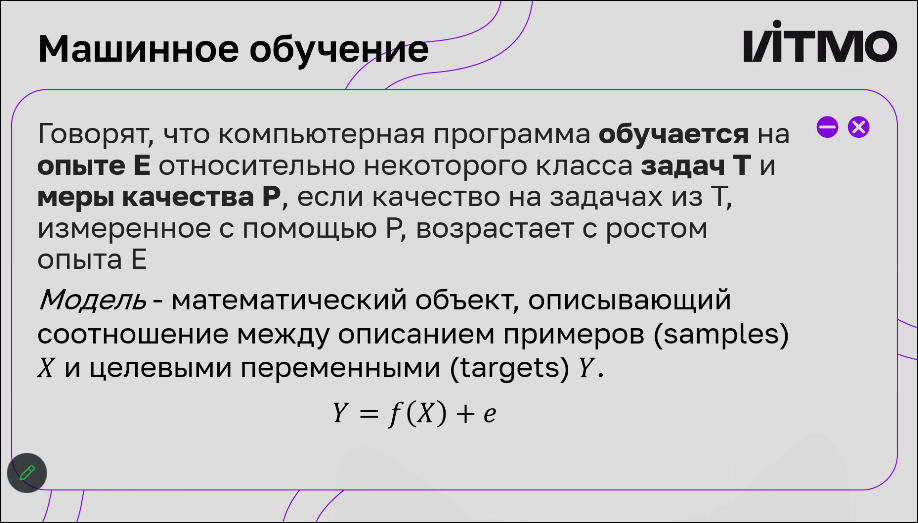 Машинное обучение
ИTMO
Говорят, что компьютерная программа обучается на
опыте E относительно некоторого класса задач T и
меры качества P, если качество на задачах из T,
измеренное с помощью P, возрастает с ростом
опыта E
Модель - математический объект, описывающий
соотношение между описанием примеров (samples)
X и целевыми переменными (targets) Y.
Y = f(X) + e